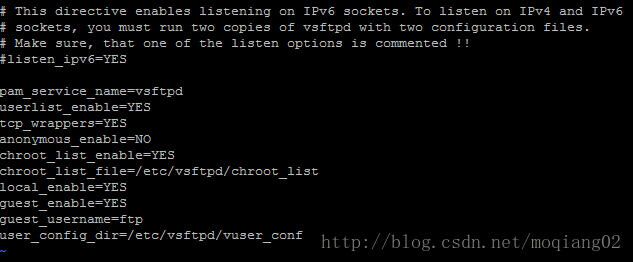 # This directive enables listening on IPv6 sockets. To listen on IPv4 and IPv6
# sockets, you must run two copies of vsftpd with two configuration files.
# Make sure, that one of the listen options is commented !!
#listen_ipv6=YES
pam_service_name=vsftpd
userlist_enable=YES
tcp_wrappers=YES
anonymous_enable=NO
chroot_list_enable=YES
chroot_list_file=/etc/vsftpd/chroot_list
local_enable=YES
guest_enable=YES
guest_username=ftp
user_config_dir=/etc/vsftpd/vuser_conf
http://blog.csdn.net/moqiang02
~